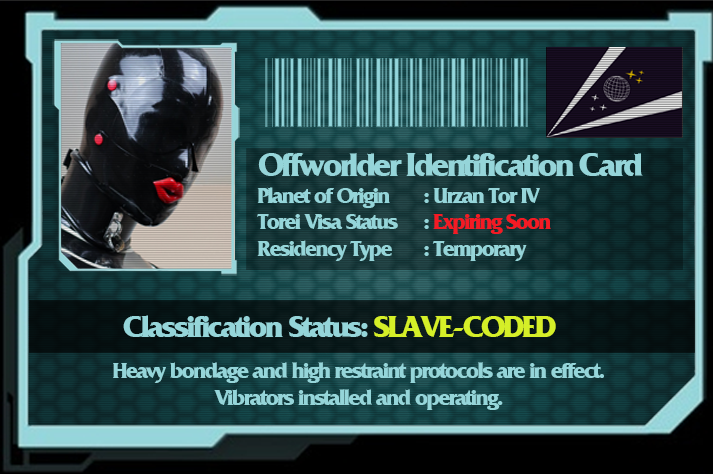 Offworlder Identification Card
Planet of Origin : Urzan Tor IV
Torei Visa Status : Expiring Soon
Residency Type : Temporary
Classification Status: SLAVE-CODED
Heavy bondage and high restraint protocols are in effect.
Vibrators installed and operating.